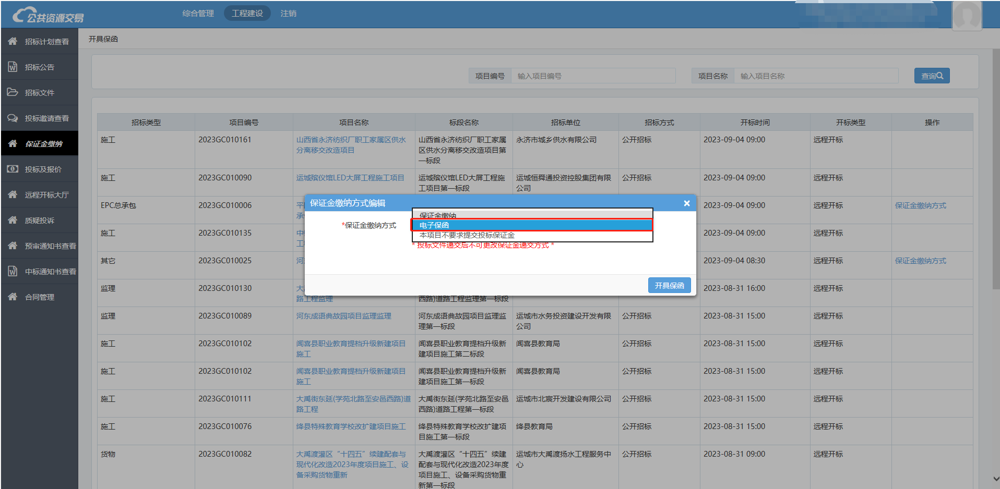 公共资源交易
综合管理 工程建设 注销
招标计划查看
招标公告
招标文件
投标邀请查看
保证金缴纳
投标及报价
远程开标大厅
质疑投诉
预审通知书查看
中标通知书查看
合同管理
开具保函
项目编号 输入项目编号 项目名称 输入项目名称 查询
招标类型 项目编号 项目名称 标段名称 招标单位 招标方式 开标时间 开标类型 操作
施工 2023GC010161 山西省永济纺织厂职工家属区供水 山西省永济纺织厂职工家属 永济市城乡供水有限公司 公开招标 2023-09-04 09:00 远程开标
分离移交改造项目 区供水分离移交改造项目第
一标段
施工 2023GC010090 运城殡仪馆LED大屏工程施工项目 运城殡仪馆LED大屏工程施 运城恒舜通投资控股集团有限 公开招标 2023-09-04 09:00 远程开标
工项目第一标段 公司
EPC总承包 2023GC010006 平 2023-09-04 09:00 远程开标 保证金缴纳方式
承
施工 2023GC010135 中 2023-09-04 09:00 远程开标
工
其它 2023GC010025 河 2023-09-04 08:30 远程开标 保证金缴纳方式
监理 2023GC010130 大 2023-08-31 16:00 远程开标
路工程监理 西路)道路工程监理第一标段
监理 2023GC010089 河东成语典故园项目监理监理 河东成语典故园项目监理监 运城市水务投资建设开发有限 公开招标 2023-08-31 15:00 远程开标
理第一标段 公司
施工 2023GC010102 闻喜县职业教育提档升级新建项目 闻喜县职业教育提档升级新 闻喜县教育局 公开招标 2023-08-31 15:00 远程开标
施工 建项目施工第二标段
施工 2023GC010102 闻喜县职业教育提档升级新建项目 闻喜县职业教育提档升级新 闻喜县教育局 公开招标 2023-08-31 15:00 远程开标
施工 建项目施工第一标段
施工 2023GC010111 大禹街东延(学苑北路至安邑西路)道 大禹街东延(学苑北路至安邑 运城市北宸开发建设有限公司 公开招标 2023-08-31 15:00 远程开标
路工程 西路)道路工程第一标段
施工 2023GC010076 绛县特殊教育学校改扩建项目施工 绛县特殊教育学校改扩建项 绛县教育局 公开招标 2023-08-31 15:00 远程开标
目施工第一标段
货物 2023GC010082 大禹渡灌区“十四五”续建配套与 大禹渡灌区“十四五”续建 运城市大禹渡扬水工程服务中 公开招标 2023-08-31 09:00 远程开标
现代化改造2023年度项目施工、设 配套与现代化改造2023年度 心
备采购货物重新 项目施工、设备采购货物重
新第一标段
保证金缴纳方式编辑
*保证金缴纳方式
保证金缴纳
电子保函
本项目不要求提交投标保证金
* 投标文件递交后不可更改保证金递交方式 *
开具保函